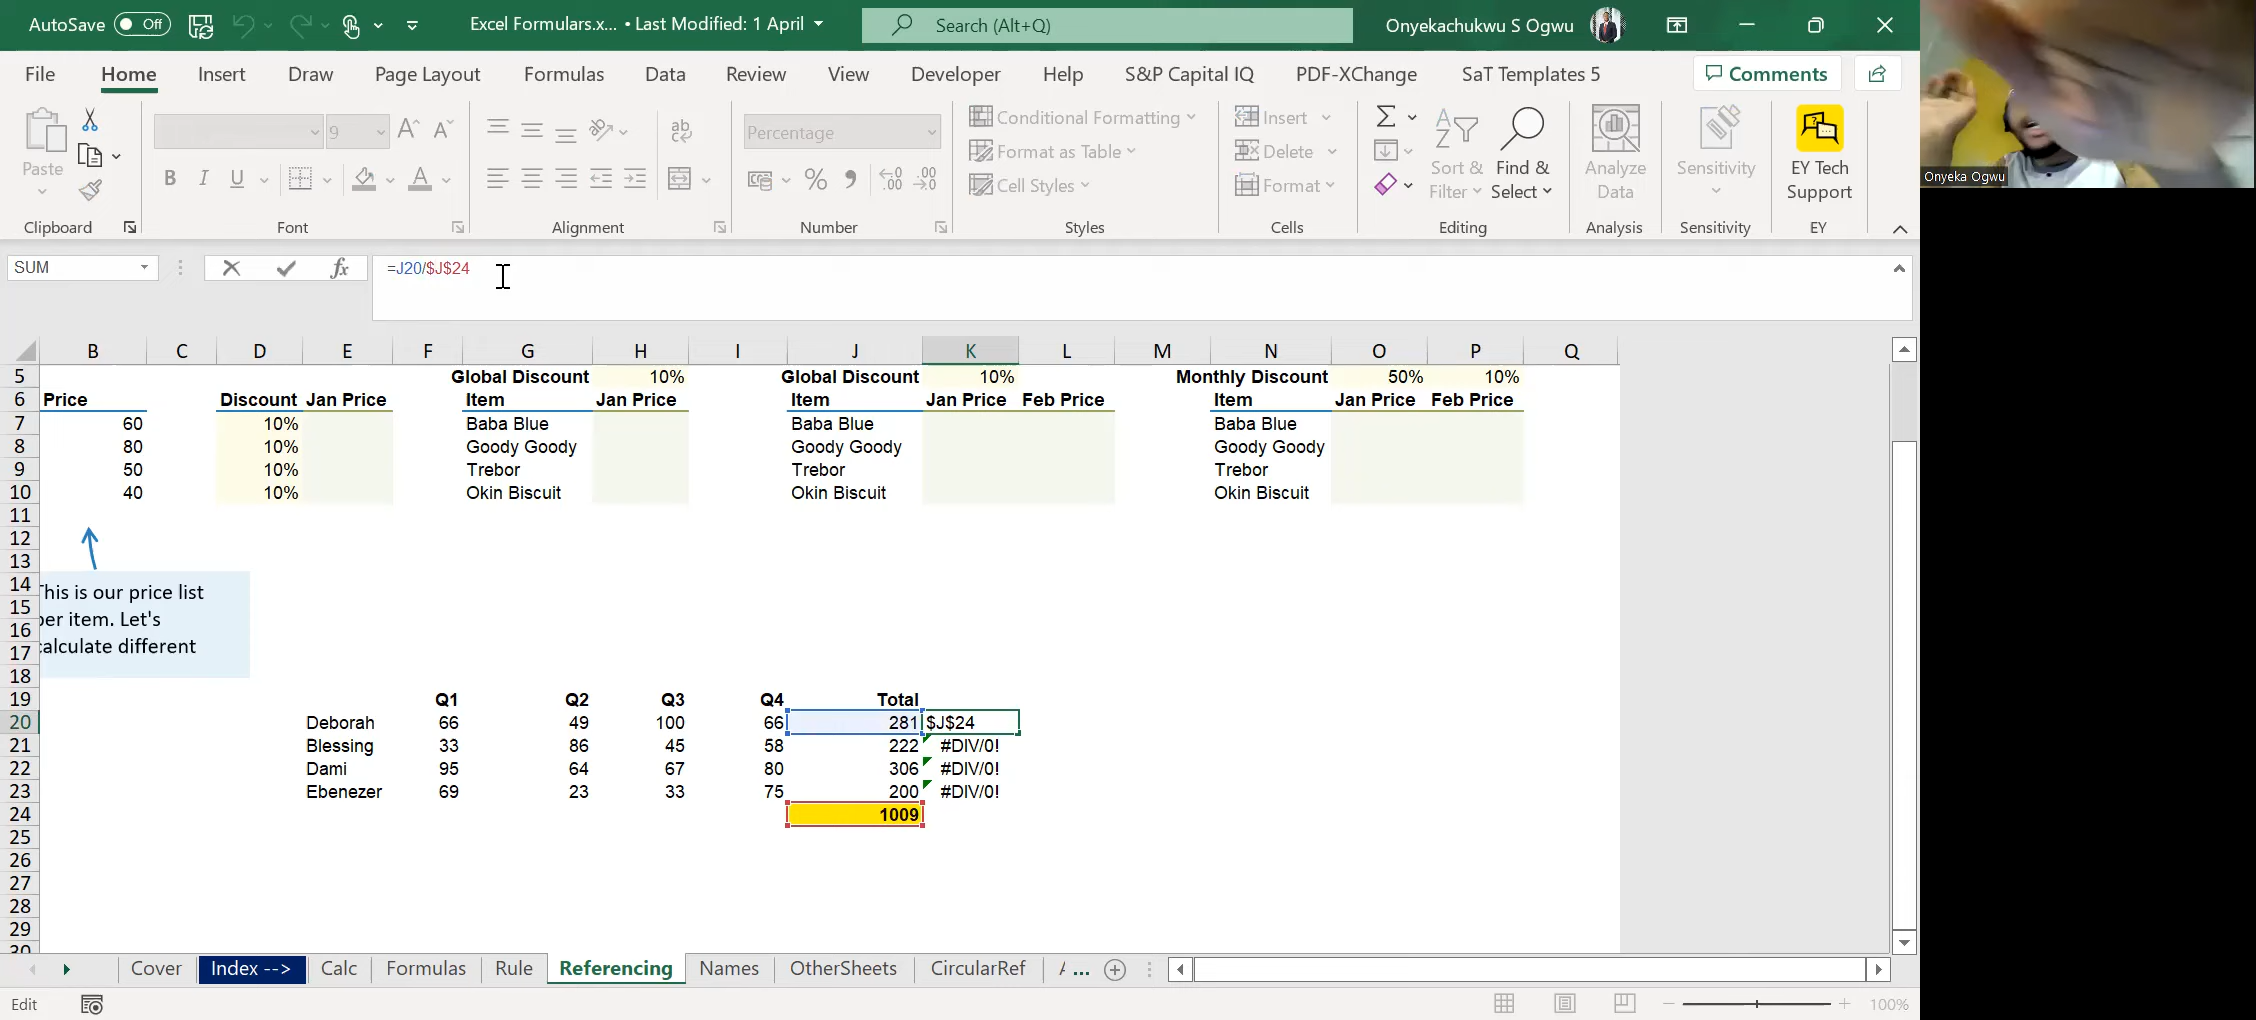 AutoSave Off Excel Formulars.x... • Last Modified: 1 April Search (Alt+Q) Onyekachukwu S Ogwu
File Home Insert Draw Page Layout Formulas Data Review View Developer Help S&P Capital IQ PDF-XChange SaT Templates 5 Comments
Paste 9 A A ab Percentage Conditional Formatting Insert
Format as Table Delete
B I U A % Cell Styles Format
Sort & Filter Find & Select Analyze Data Sensitivity EY Tech Support
Clipboard Font Alignment Number Styles Cells Editing Analysis Sensitivity EY
Onyeka Ogwu
SUM fx =J20/$J$24
B C D E F G H I J K L M N O P Q
5 Global Discount 10% Global Discount 10% Monthly Discount 50% 10%
6 Price Discount Jan Price Item Jan Price Item Jan Price Feb Price Item Jan Price Feb Price
7 60 10% Baba Blue Baba Blue Baba Blue
8 80 10% Goody Goody Goody Goody Goody Goody
9 50 10% Trebor Trebor Trebor
10 40 10% Okin Biscuit Okin Biscuit Okin Biscuit
11
12
13
14 This is our price list
15 per item. Let's
16 calculate different
17
18
19 Q1 Q2 Q3 Q4 Total
20 Deborah 66 49 100 66 281 $J$24
21 Blessing 33 86 45 58 222 #DIV/0!
22 Dami 95 64 67 80 306 #DIV/0!
23 Ebenezer 69 23 33 75 200 #DIV/0!
24 1009
25
26
27
28
29
30
Cover Index --> Calc Formulas Rule Referencing Names OtherSheets CircularRef ...
Edit 100%